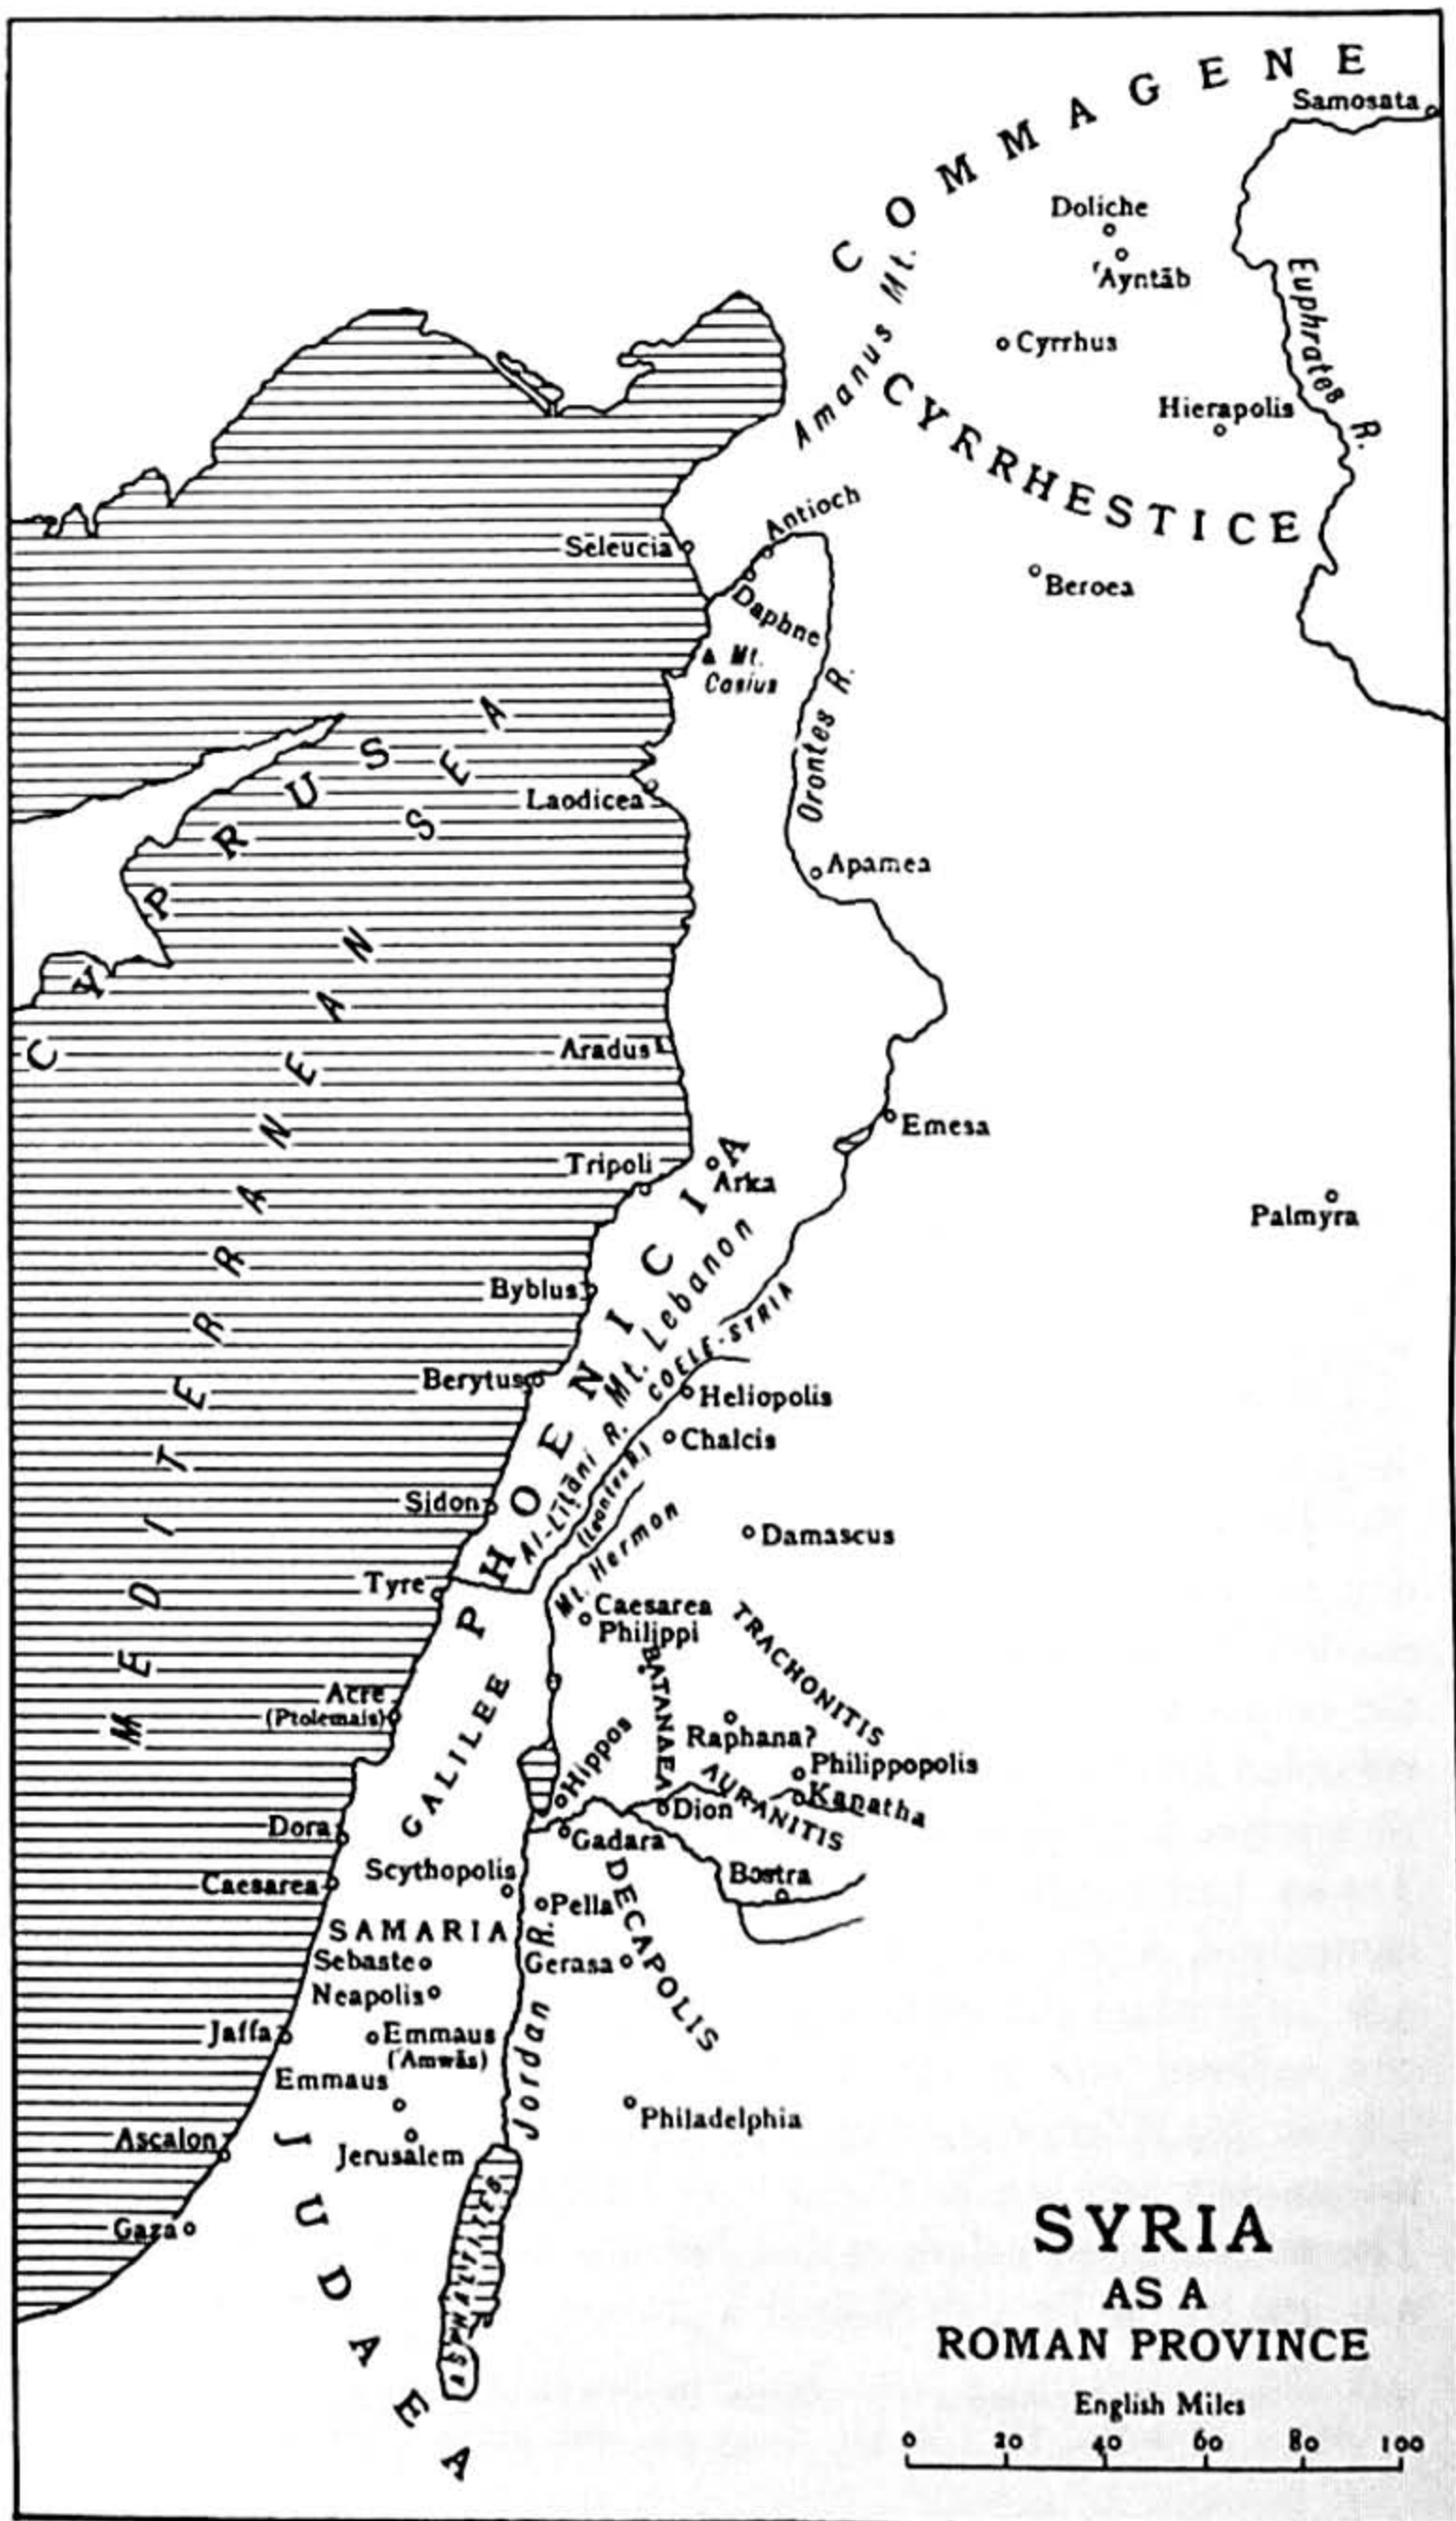 COMMAGENE
Samosata
Doliche
'Ayntāb
Amanus Mt.
Euphrates R.
Cyrrhus
CYRRHESTICE
Hierapolis
Antioch
Seleucia
Beroea
Daphne
Mt.
Casius
Orontes R.
CYPRUS
MEDITERRANEAN SEA
Laodicea
Apamea
Aradus
Emesa
Tripoli
Arka
Palmyra
PHOENICIA
Mt. Lebanon
Byblus
COELE-SYRIA
Berytus
Heliopolis
Chalcis
Al-Līṭāni R.
(Leontes R.)
Sidon
Mt. Hermon
Damascus
Tyre
Caesarea
Philippi
TRACHONITIS
BATANAEA
Acre
(Ptolemais)
GALILEE
Raphana?
Hippos
Philippopolis
AURANITIS
Kanatha
Dion
Dora
Gadara
Scythopolis
DECAPOLIS
Bostra
Caesarea
Pella
SAMARIA
Sebaste
Gerasa
Neapolis
Jordan R.
Jaffa
Emmaus
('Amwās)
Emmaus
Philadelphia
Ascalon
Jerusalem
JUDAEA
ASPHALTITES
Gaza
SYRIA
AS A
ROMAN PROVINCE
English Miles
0 20 40 60 80 100